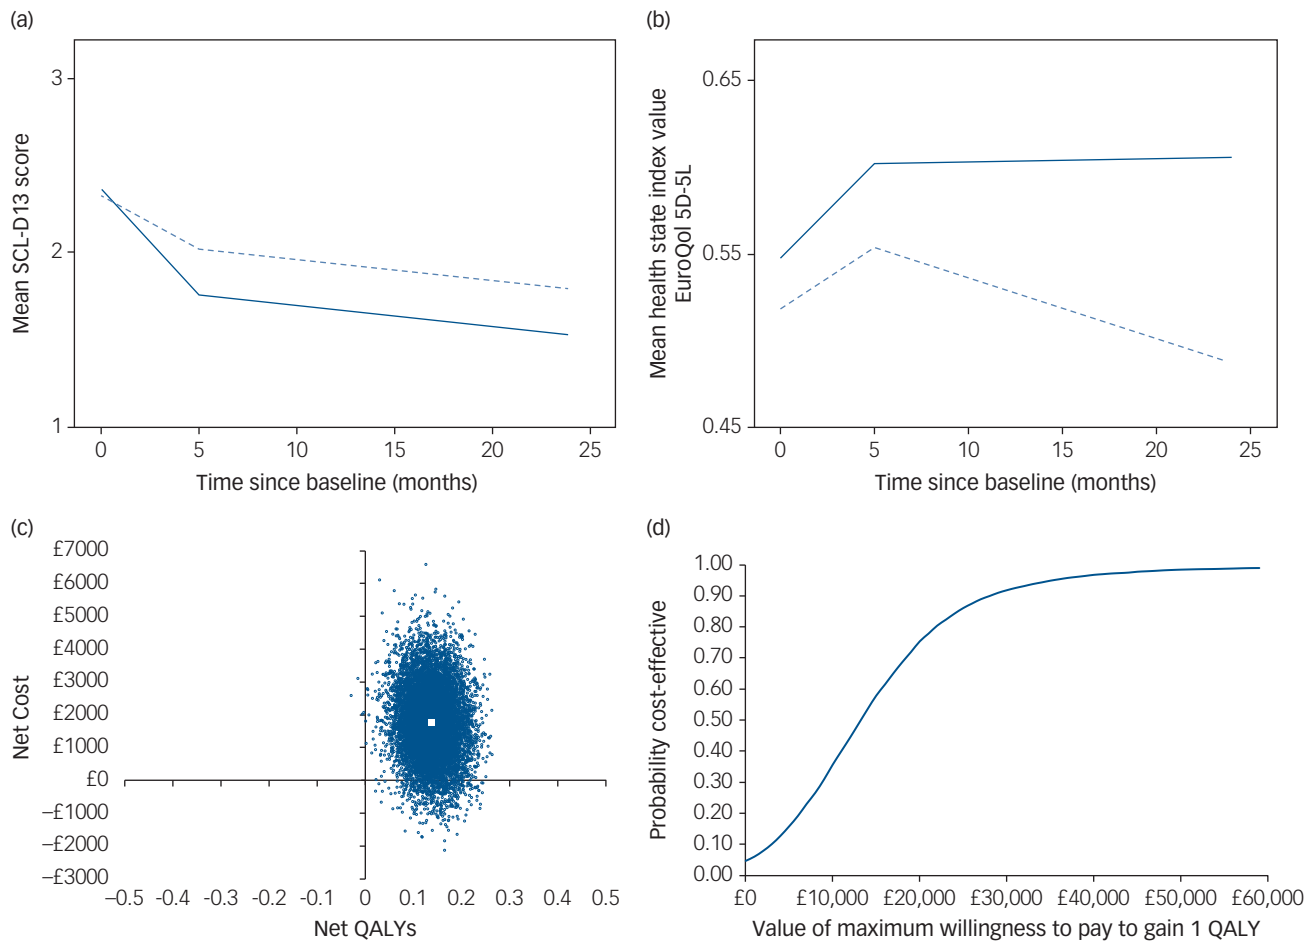 (a)
3
2
1
Mean SCL-D13 score
0 5 10 15 20 25
Time since baseline (months)
(b)
0.65
0.55
0.45
Mean health state index value
EuroQol 5D-5L
0 5 10 15 20 25
Time since baseline (months)
(c)
£7000
£6000
£5000
£4000
£3000
£2000
£1000
£0
–£1000
–£2000
–£3000
Net Cost
–0.5 -0.4 -0.3 -0.2 -0.1 0 0.1 0.2 0.3 0.4 0.5
Net QALYs
(d)
1.00
0.90
0.80
0.70
0.60
0.50
0.40
0.30
0.20
0.10
0.00
Probability cost-effective
£0 £10,000 £20,000 £30,000 £40,000 £50,000 £60,000
Value of maximum willingness to pay to gain 1 QALY